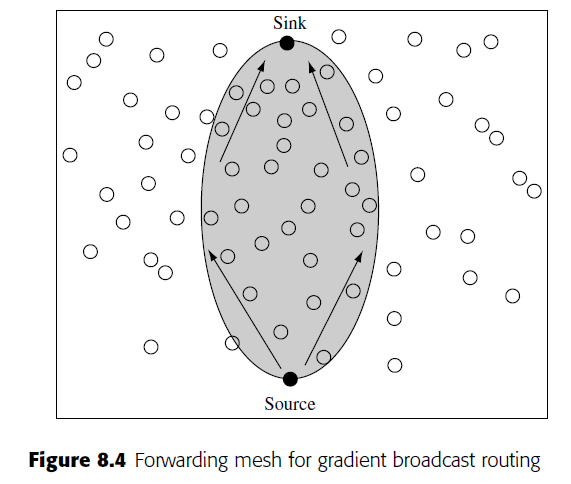 Sink
Source
Figure 8.4 Forwarding mesh for gradient broadcast routing